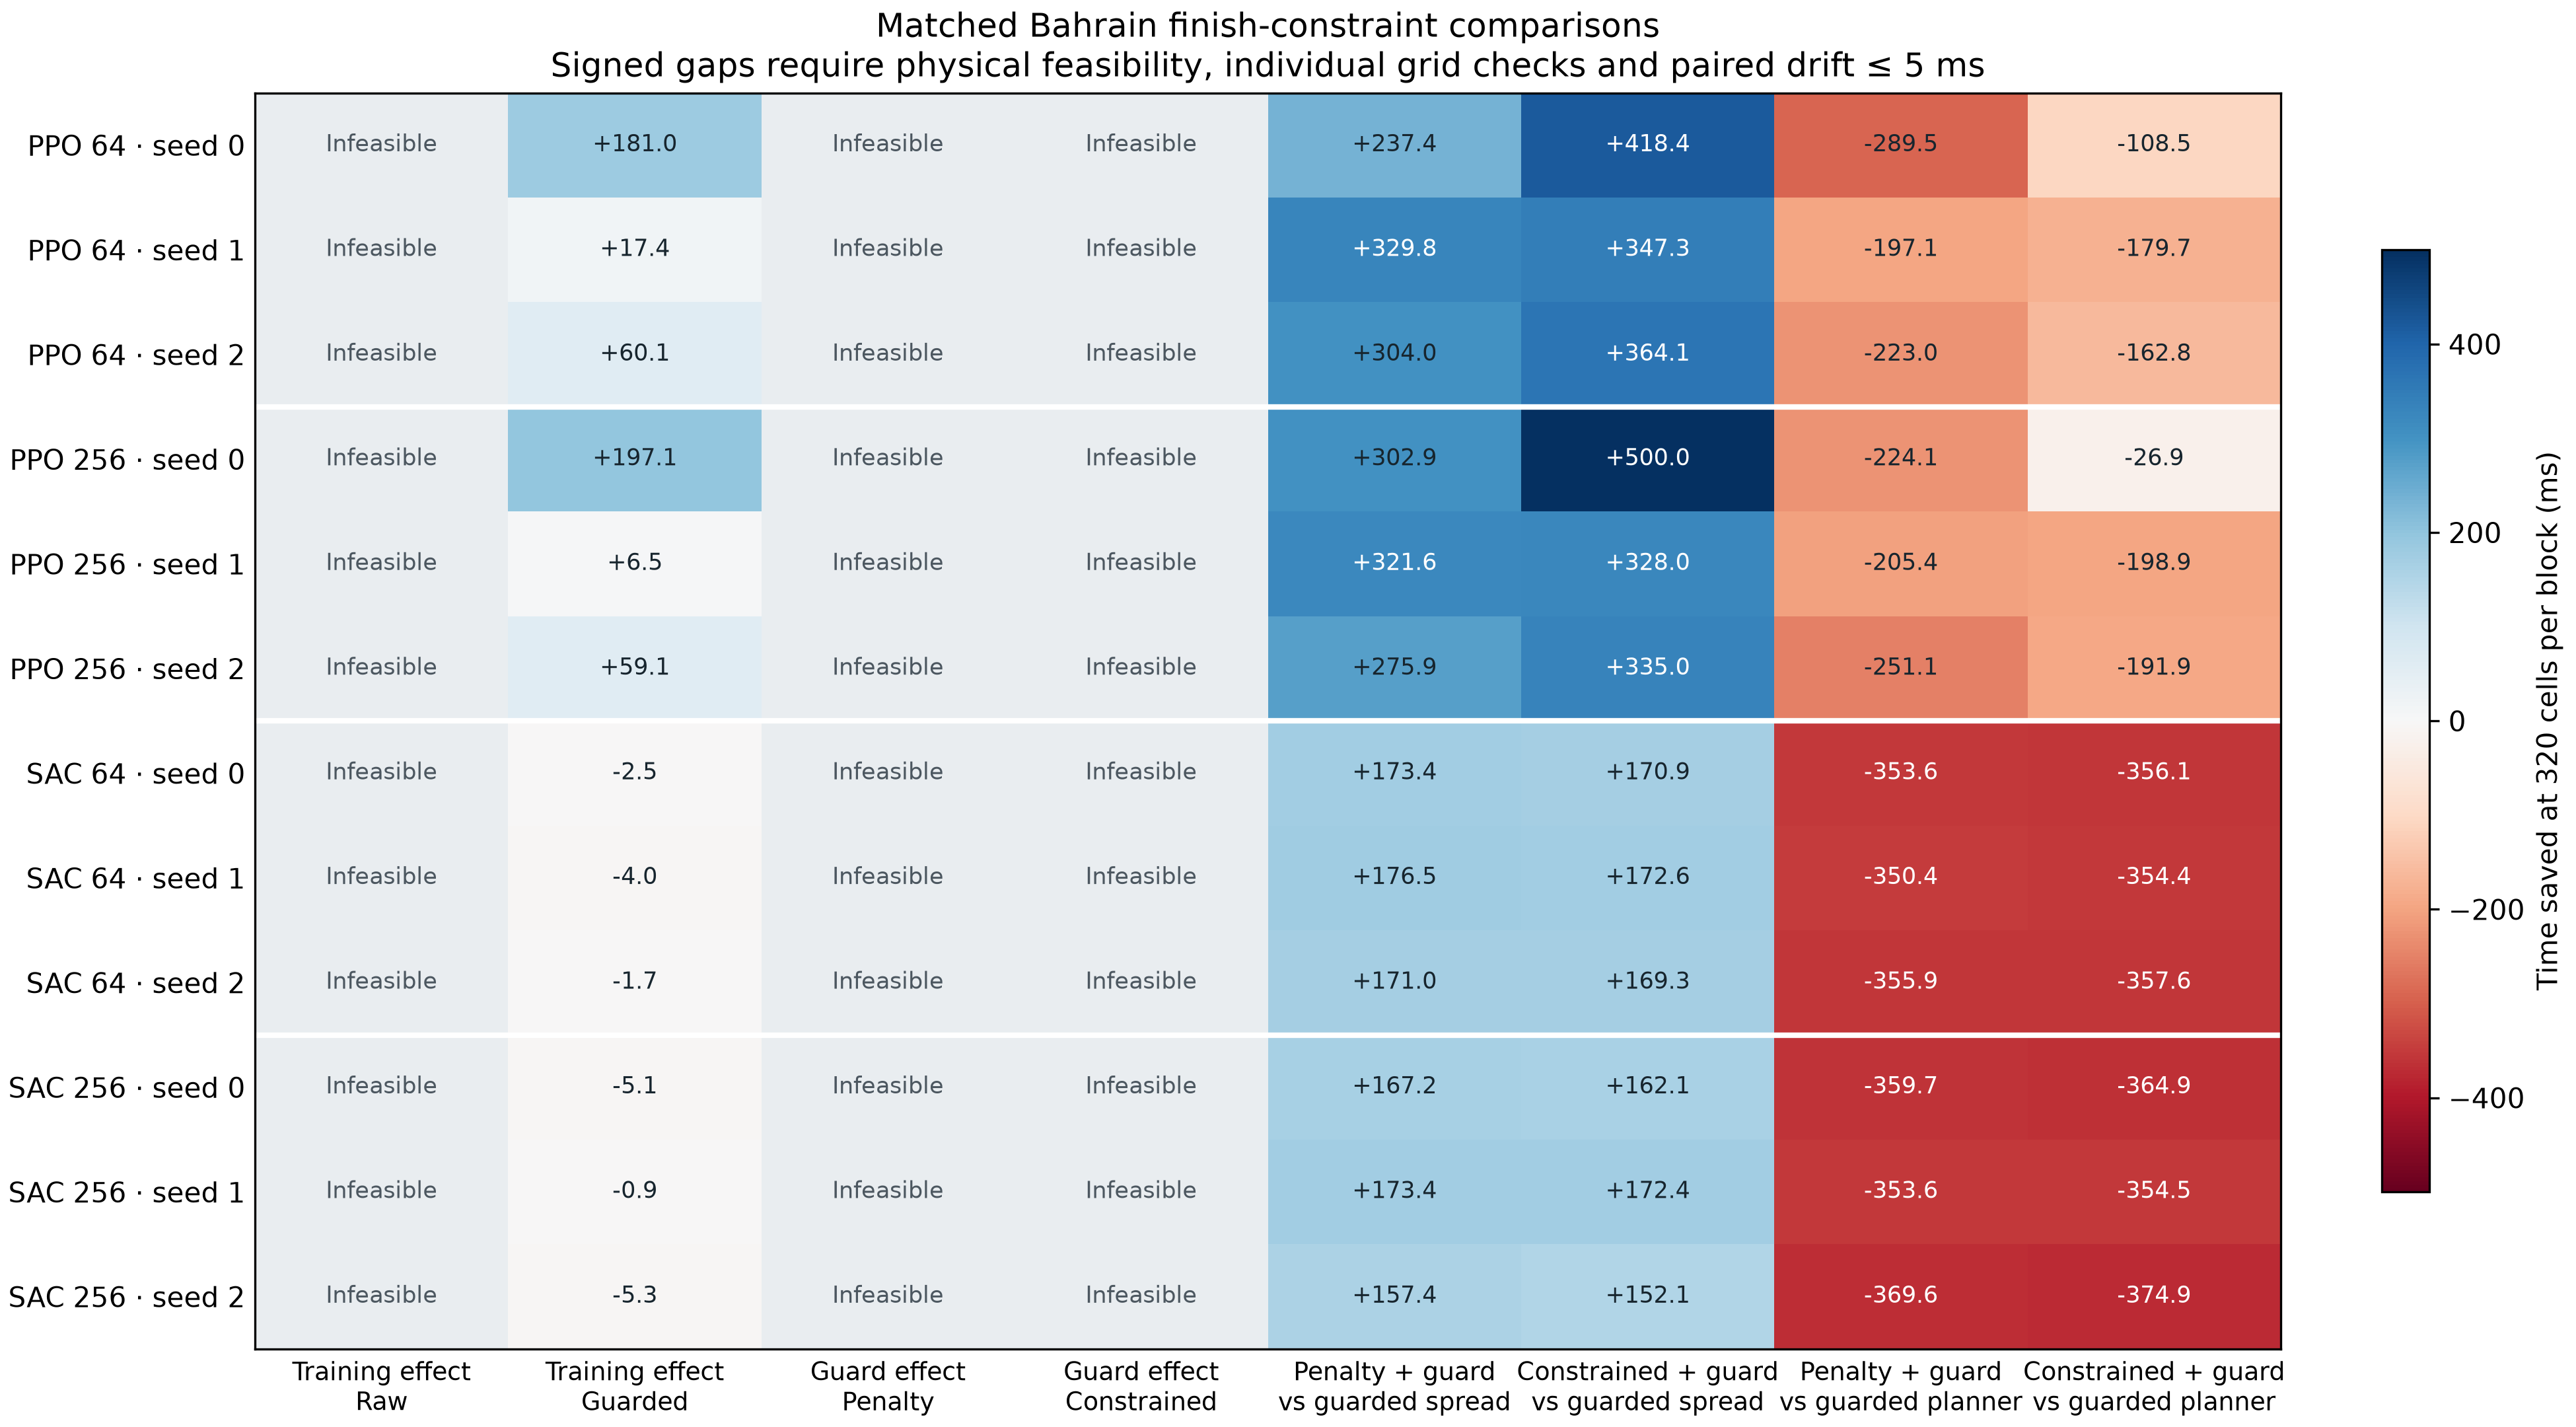 Matched Bahrain finish-constraint comparisons
Signed gaps require physical feasibility, individual grid checks and paired drift ≤ 5 ms
PPO 64 · seed 0 Infeasible +181.0 Infeasible Infeasible +237.4 +418.4 -289.5 -108.5
PPO 64 · seed 1 Infeasible +17.4 Infeasible Infeasible +329.8 +347.3 -197.1 -179.7
PPO 64 · seed 2 Infeasible +60.1 Infeasible Infeasible +304.0 +364.1 -223.0 -162.8
PPO 256 · seed 0 Infeasible +197.1 Infeasible Infeasible +302.9 +500.0 -224.1 -26.9
PPO 256 · seed 1 Infeasible +6.5 Infeasible Infeasible +321.6 +328.0 -205.4 -198.9
PPO 256 · seed 2 Infeasible +59.1 Infeasible Infeasible +275.9 +335.0 -251.1 -191.9
SAC 64 · seed 0 Infeasible -2.5 Infeasible Infeasible +173.4 +170.9 -353.6 -356.1
SAC 64 · seed 1 Infeasible -4.0 Infeasible Infeasible +176.5 +172.6 -350.4 -354.4
SAC 64 · seed 2 Infeasible -1.7 Infeasible Infeasible +171.0 +169.3 -355.9 -357.6
SAC 256 · seed 0 Infeasible -5.1 Infeasible Infeasible +167.2 +162.1 -359.7 -364.9
SAC 256 · seed 1 Infeasible -0.9 Infeasible Infeasible +173.4 +172.4 -353.6 -354.5
SAC 256 · seed 2 Infeasible -5.3 Infeasible Infeasible +157.4 +152.1 -369.6 -374.9
Training effect Training effect Guard effect Guard effect Penalty + guard Constrained + guard Penalty + guard Constrained + guard
Raw Guarded Penalty Constrained vs guarded spread vs guarded spread vs guarded planner vs guarded planner
400
200
0
−200
−400
Time saved at 320 cells per block (ms)